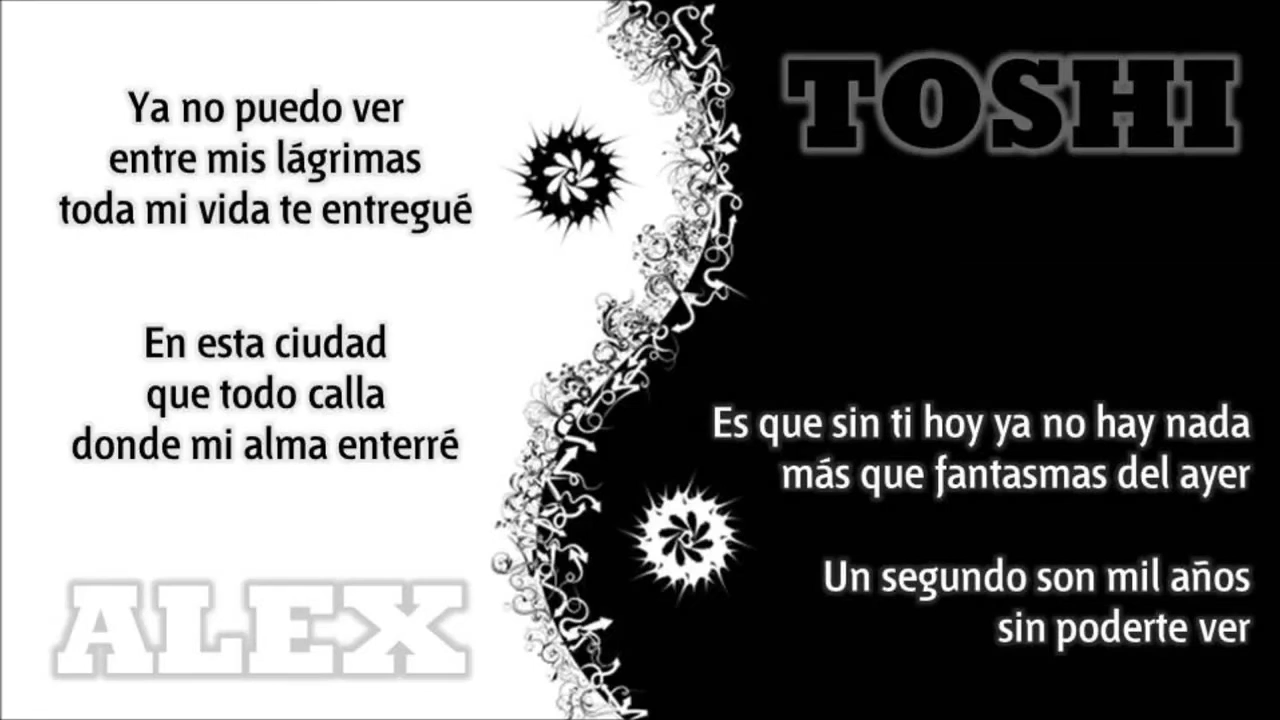 Ya no puedo ver
entre mis lágrimas
toda mi vida te entregué
En esta ciudad
que todo calla
donde mi alma enterré
ALEX
TOSHI
Es que sin ti hoy ya no hay nada
más que fantasmas del ayer
Un segundo son mil años
sin poderte ver